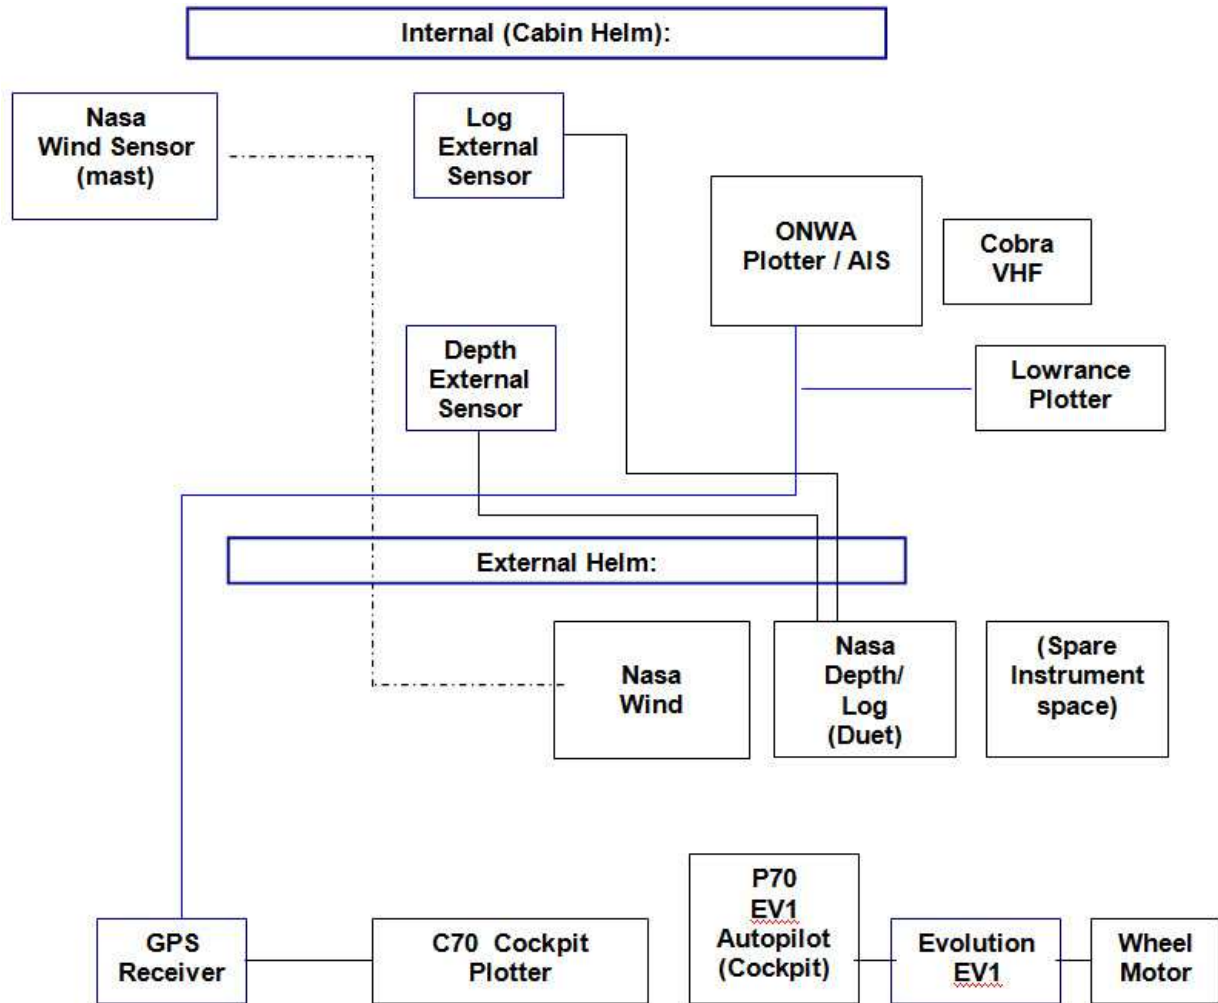 Internal (Cabin Helm):
Nasa
Wind Sensor
(mast)
Log
External
Sensor
ONWA
Plotter / AIS
Cobra
VHF
Depth
External
Sensor
Lowrance
Plotter
External Helm:
Nasa
Wind
Nasa
Depth/
Log
(Duet)
(Spare
Instrument
space)
GPS
Receiver
C70 Cockpit
Plotter
P70
EV1
Autopilot
(Cockpit)
Evolution
EV1
Wheel
Motor